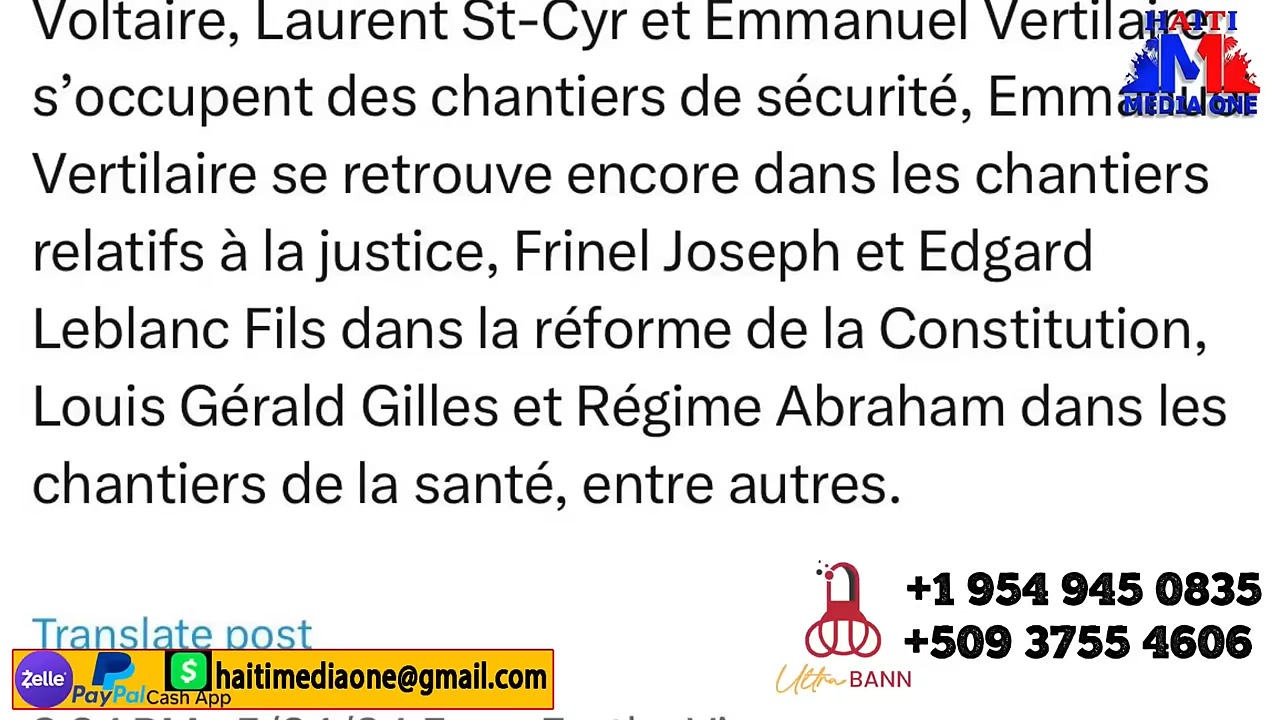 Voltaire, Laurent St-Cyr et Emmanuel Vertilaire
s’occupent des chantiers de sécurité, Emmanuel
Vertilaire se retrouve encore dans les chantiers
relatifs à la justice, Frinel Joseph et Edgard
Leblanc Fils dans la réforme de la Constitution,
Louis Gérald Gilles et Régime Abraham dans les
chantiers de la santé, entre autres.
Translate post
HAITI
M
MEDIA ONE
+1 954 945 0835
+509 3755 4606
Ultra BANN
Zelle
PayPal
$
Cash App
haitimediaone@gmail.com